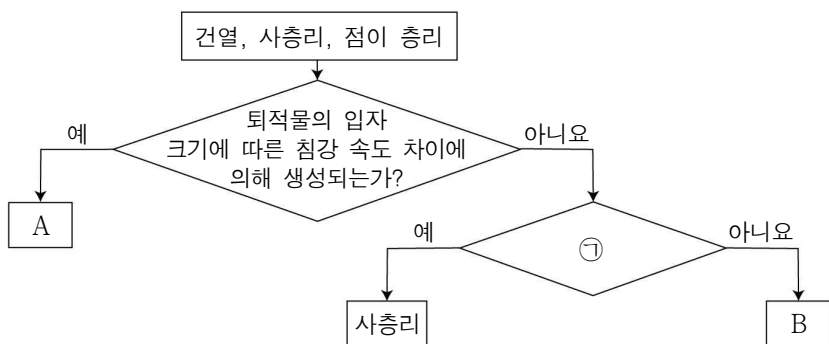 건열, 사층리, 점이 층리
퇴적물의 입자
크기에 따른 침강 속도 차이에
의해 생성되는가?
예
아니요
A
㉠
예
아니요
사층리
B